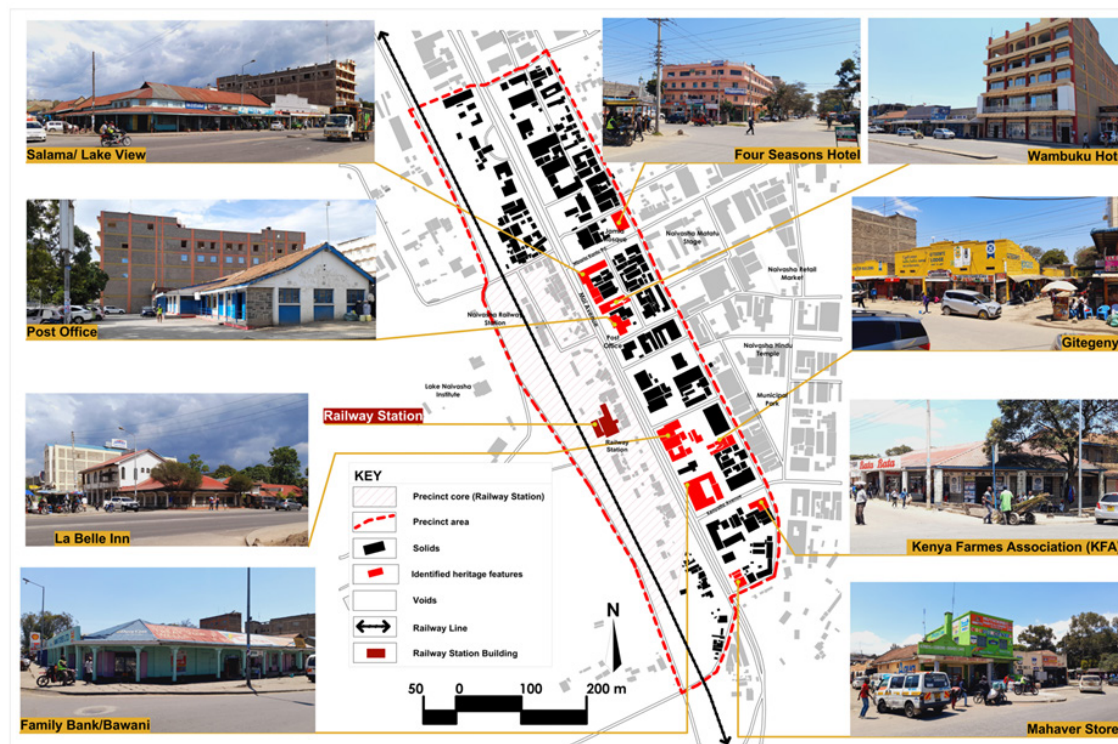 Salama/ Lake View
Four Seasons Hotel
Wambuku Hot
Post Office
Gitegeny
Railway Station
La Belle Inn
Bata Bata
Kenya Farmes Association (KFA)
Family Bank/Bawani
Mahaver Store
Jamia
Mosque
Naivasha Matatu
Stage
Naivasha Retail
Market
Naivasha Railway
Station
Post
Office
Naivasha Hindu
Temple
Lake Naivasha
Institute
Municipal
Park
Railway
Station
KEY
Precinct core (Railway Station)
Precinct area
Solids
Identified heritage features
Voids
Railway Line
Railway Station Building
N
50 0 100 200 m